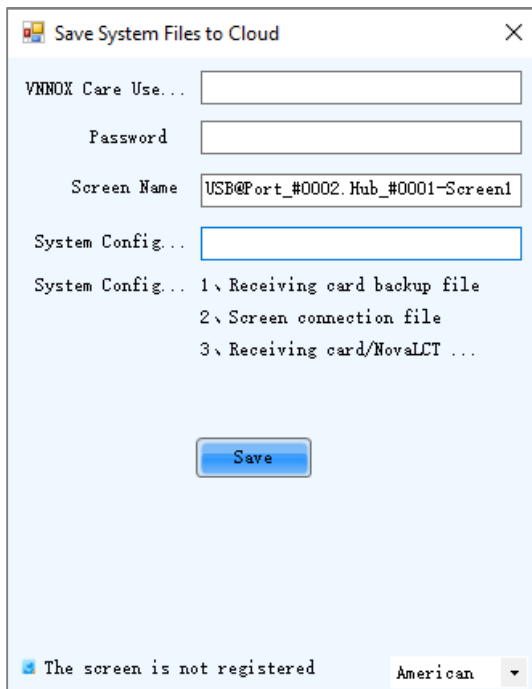 Save System Files to Cloud
VNNOX Care Use...
Password
Screen Name USB@Port_#0002.Hub_#0001-Screen1
System Config...
System Config... 1、Receiving card backup file
2、Screen connection file
3、Receiving card/NovaLCT ...
Save
The screen is not registered American